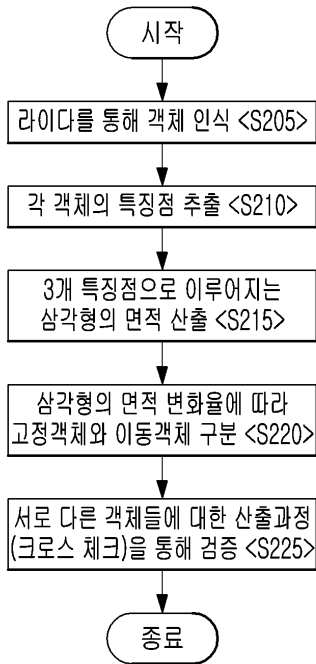 시작
라이다를 통해 객체 인식 <S205>
각 객체의 특징점 추출 <S210>
3개 특징점으로 이루어지는
삼각형의 면적 산출 <S215>
삼각형의 면적 변화율에 따라
고정객체와 이동객체 구분 <S220>
서로 다른 객체들에 대한 산출과정
(크로스 체크)을 통해 검증 <S225>
종료